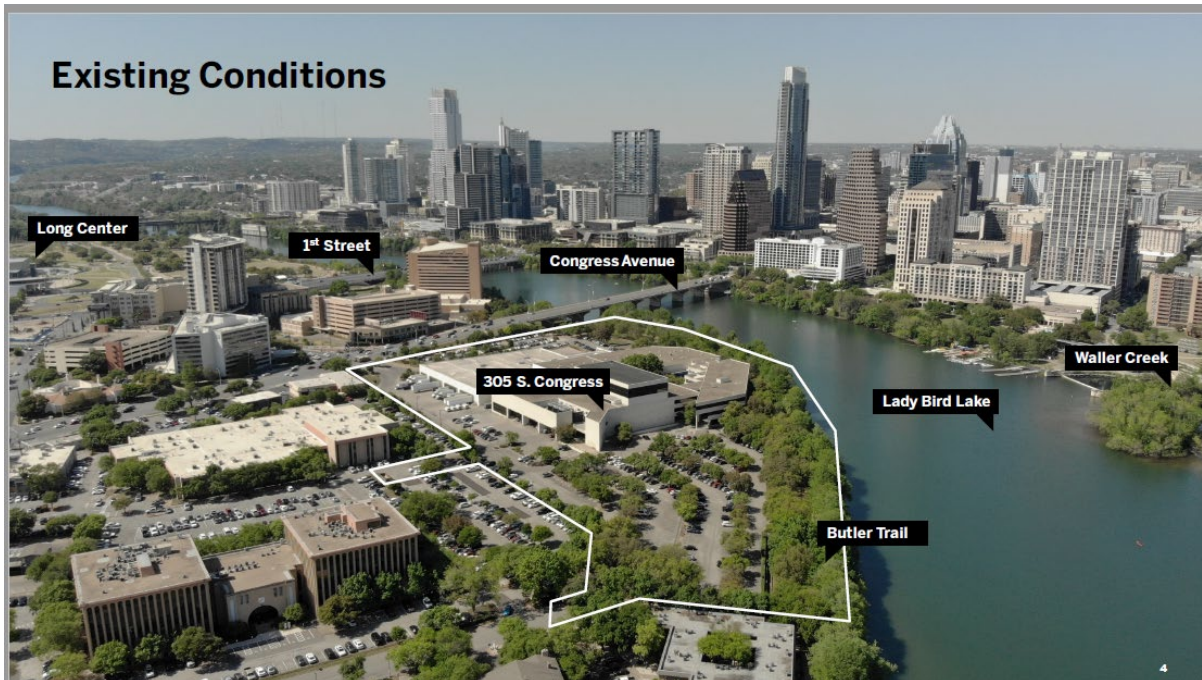 Existing Conditions
Long Center
1st Street
Congress Avenue
305 S. Congress
Waller Creek
Lady Bird Lake
Butler Trail
4